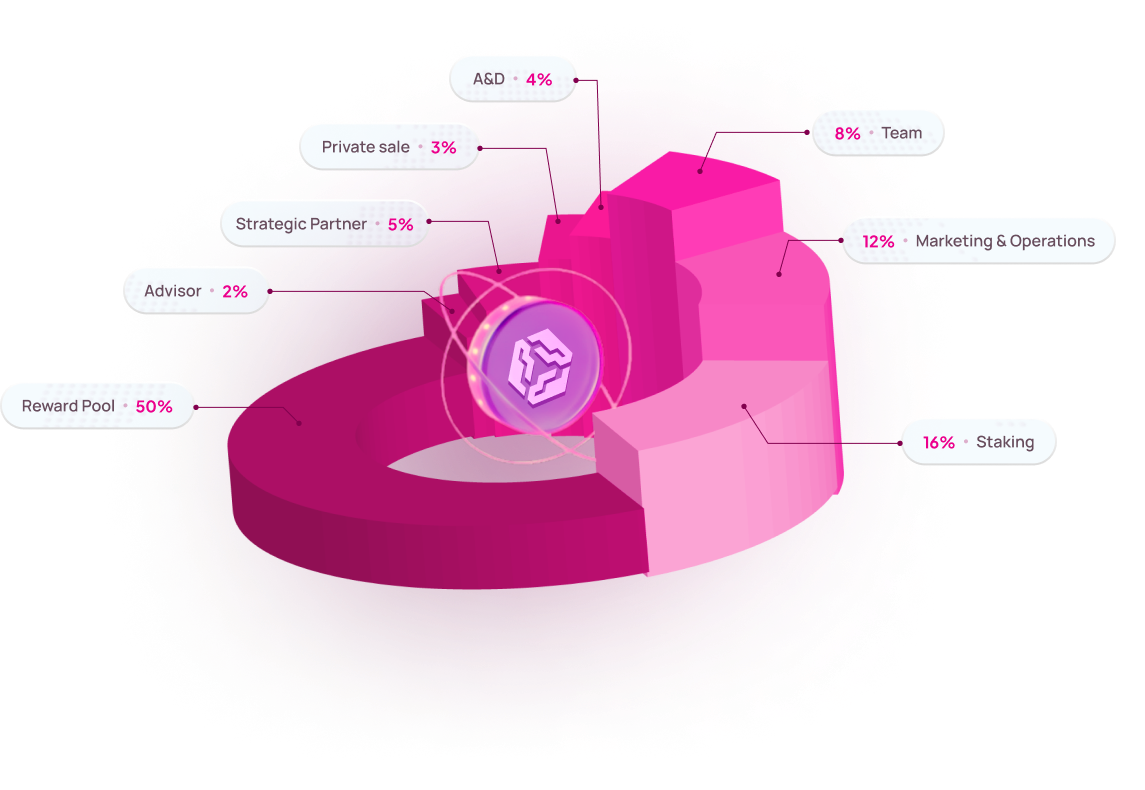 A&D • 4%
8% • Team
Private sale • 3%
Strategic Partner • 5%
12% • Marketing & Operations
Advisor • 2%
Reward Pool • 50%
16% • Staking